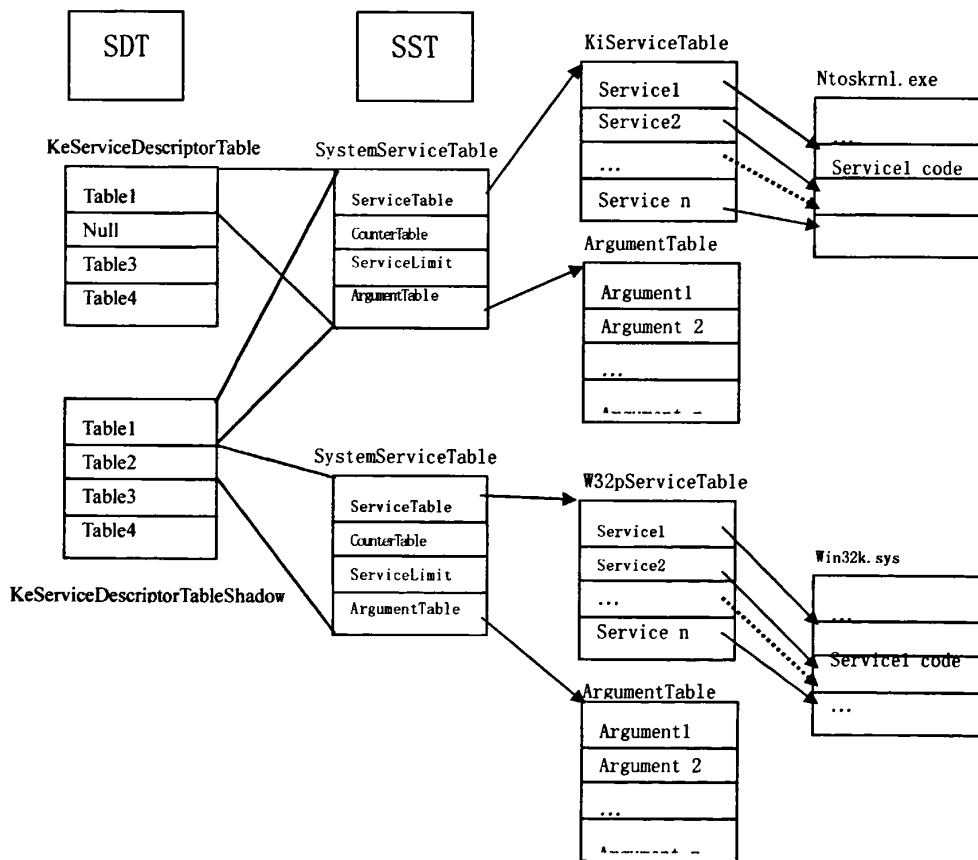 SDT
SST
KeServiceDescriptorTable
Table1
Null
Table3
Table4
Table1
Table2
Table3
Table4
KeServiceDescriptorTableShadow
SystemServiceTable
ServiceTable
CounterTable
ServiceLimit
ArgumentTable
SystemServiceTable
ServiceTable
CounterTable
ServiceLimit
ArgumentTable
KiServiceTable
Service1
Service2
...
Service n
ArgumentTable
Argument1
Argument 2
...
W32pServiceTable
Service1
Service2
...
Service n
ArgumentTable
Argument1
Argument 2
...
Ntoskrnl.exe
...
Service1 code
Win32k.sys
...
Service1 code
...